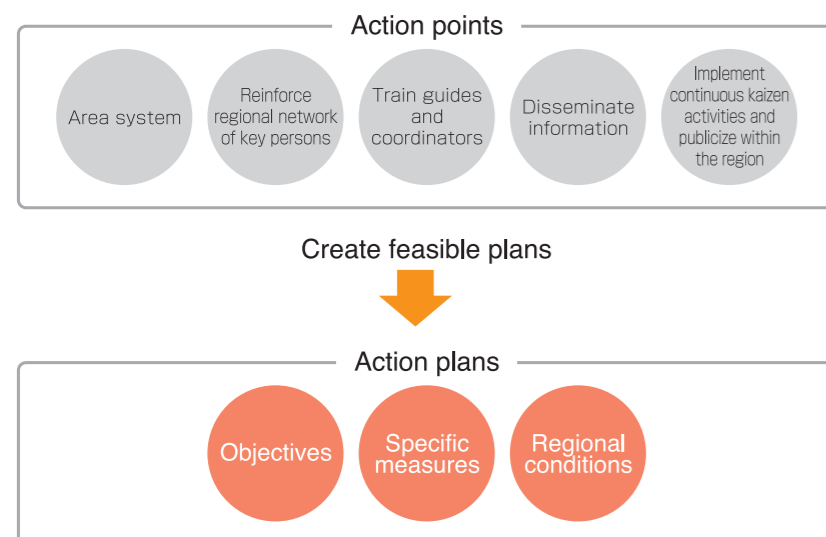 Action points
Area system
Reinforce
regional network
of key persons
Train guides
and
coordinators
Disseminate
information
Implement
continuous kaizen
activities and
publicize within
the region
Create feasible plans
Action plans
Objectives
Specific
measures
Regional
conditions